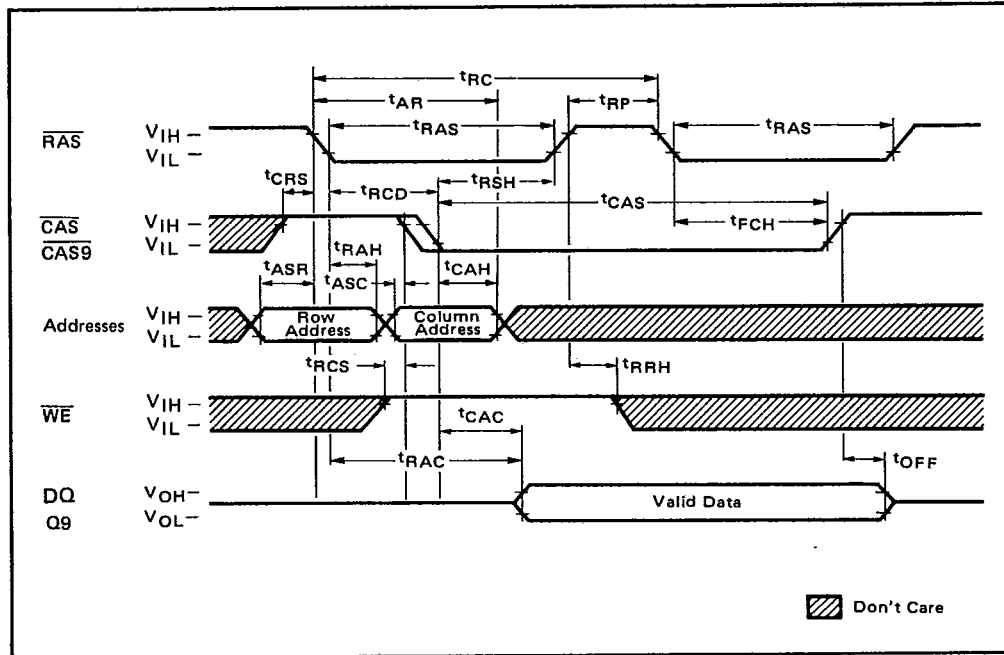 tRC
tAR
tRP
RAS
VIH
VIL
tRAS
tRAS
tCRS
tRCD
tRSH
tCAS
CAS
CAS9
VIH
VIL
tRAH
tFCH
tASR
tASC
tCAH
Addresses
VIH
VIL
Row
Address
Column
Address
tRCS
tRRH
WE
VIH
VIL
tCAC
tRAC
tOFF
DQ
Q9
VOH
VOL
Valid Data
Don't Care